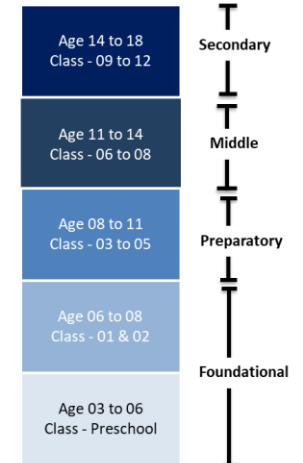 Age 14 to 18
Class - 09 to 12
Secondary
Age 11 to 14
Class - 06 to 08
Middle
Age 08 to 11
Class - 03 to 05
Preparatory
Age 06 to 08
Class - 01 & 02
Foundational
Age 03 to 06
Class - Preschool